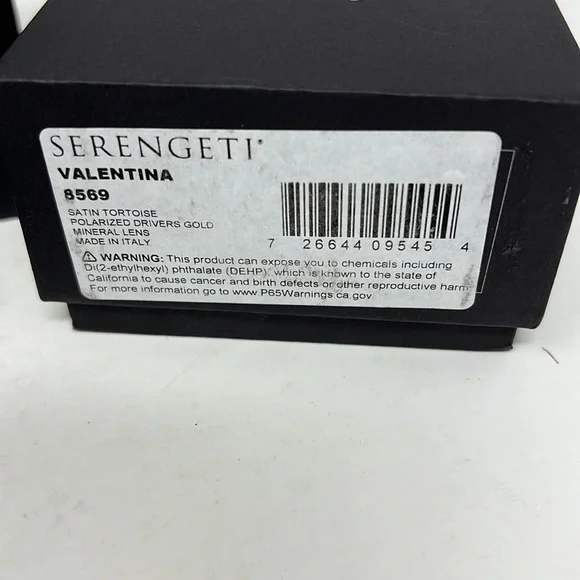 SERENGETI®
VALENTINA
8569
SATIN TORTOISE
POLARIZED DRIVERS GOLD
MINERAL LENS
MADE IN ITALY
7 26644 09545 4
⚠ WARNING: This product can expose you to chemicals including
Di(2-ethylhexyl) phthalate (DEHP), which is known to the state of
California to cause cancer and birth defects or other reproductive harm
For more information go to www.P65Warnings.ca.gov